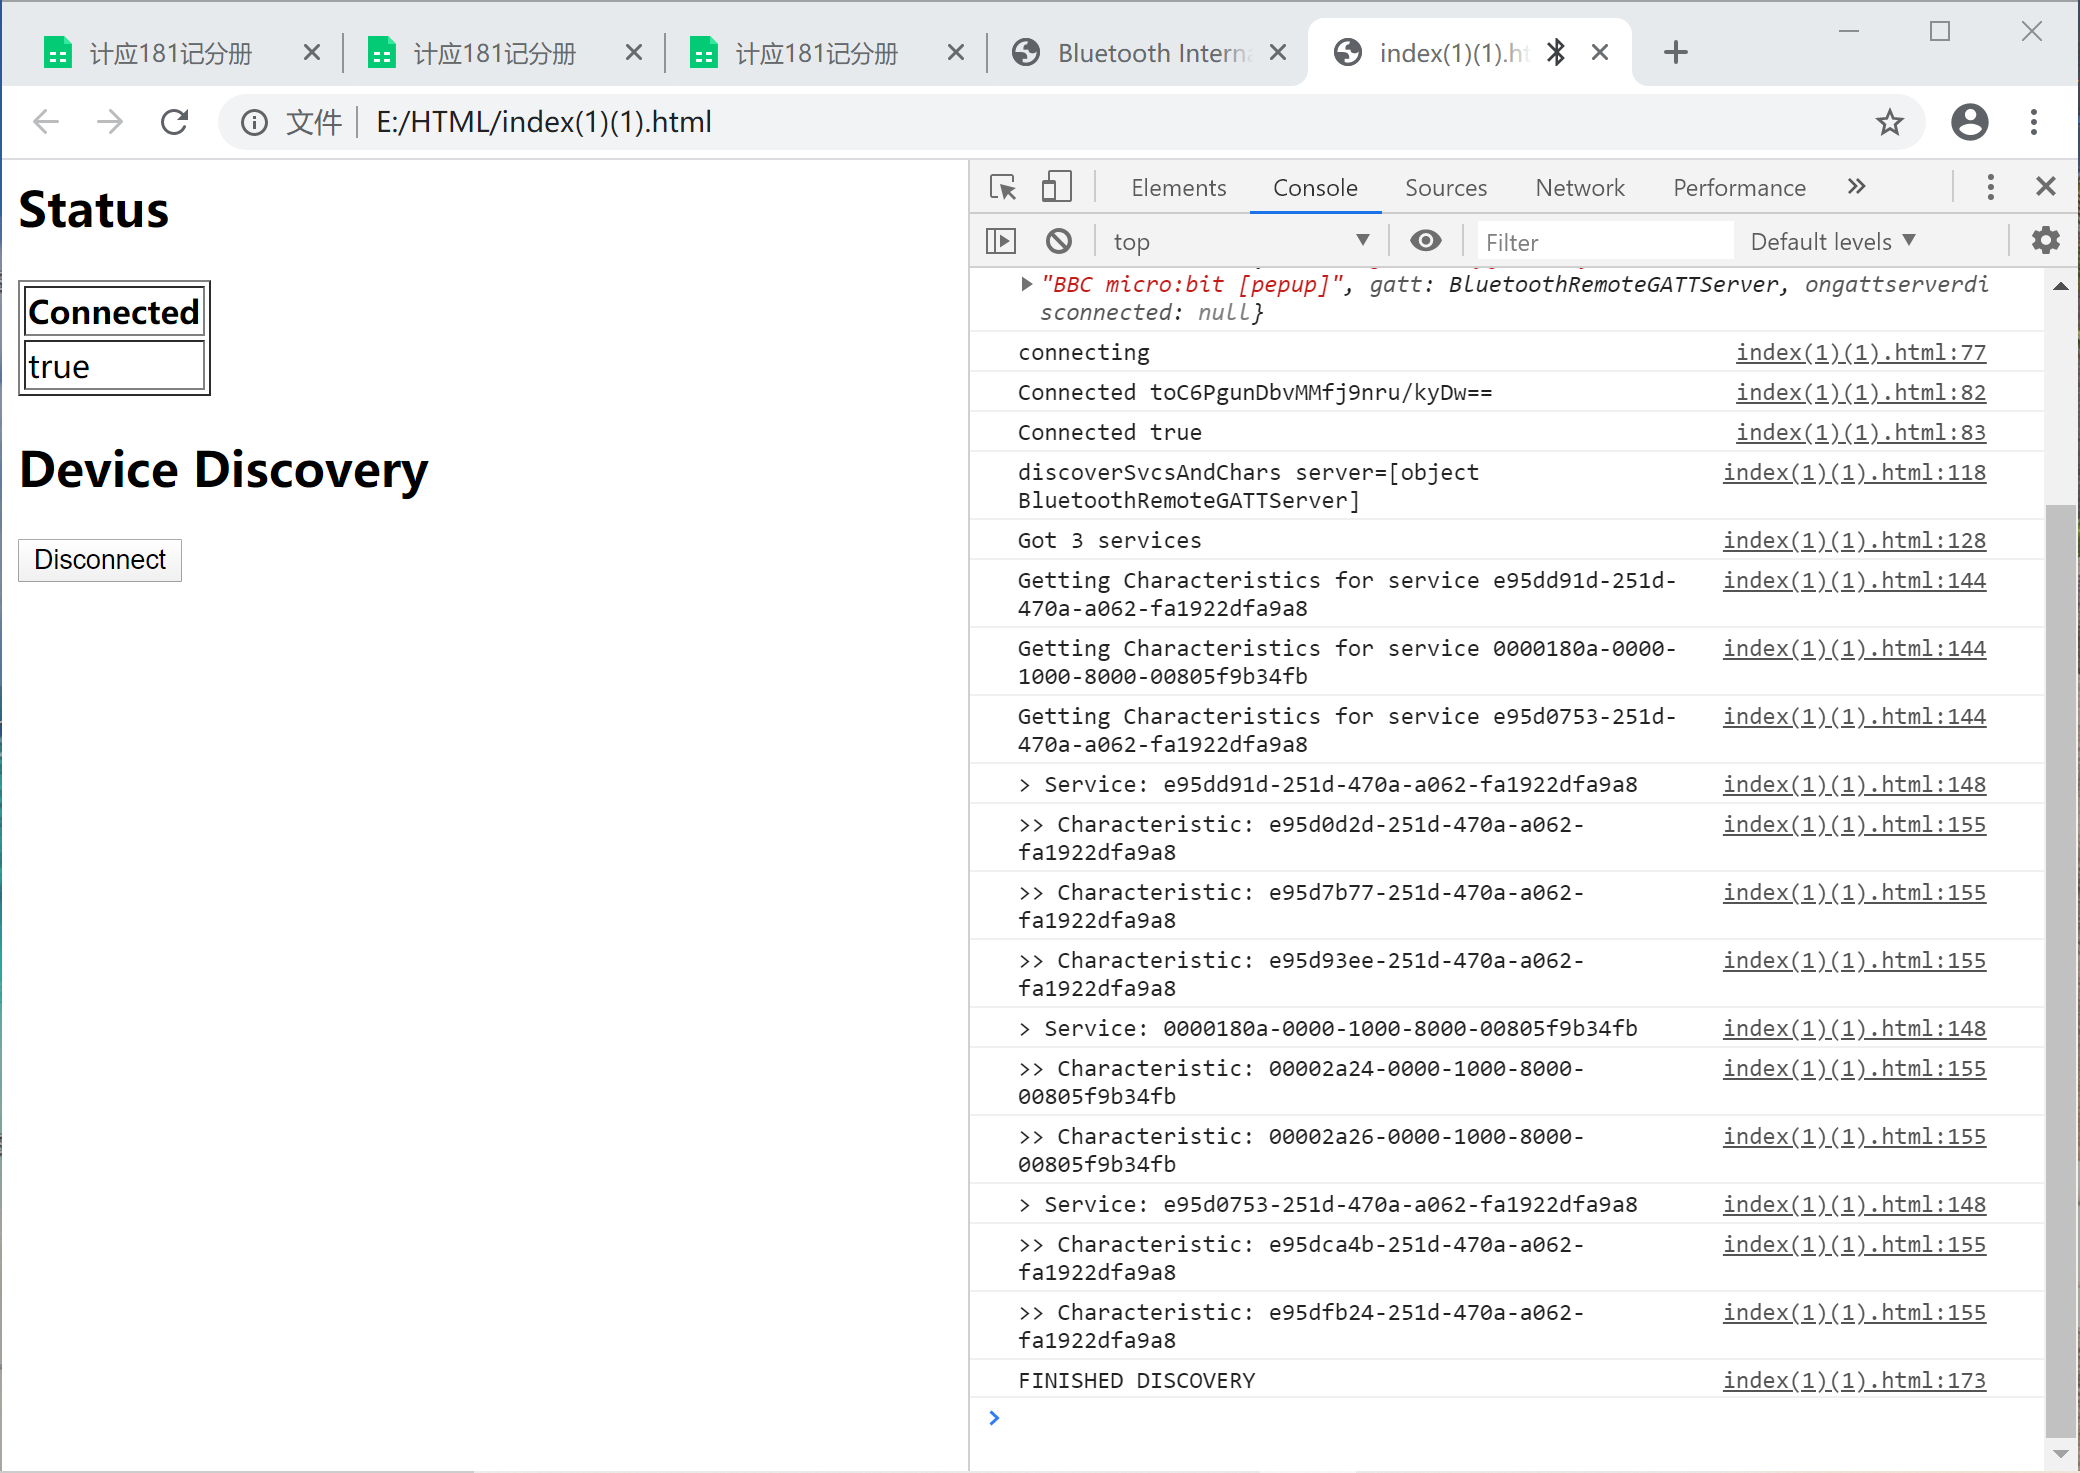 计应181记分册
计应181记分册
计应181记分册
Bluetooth Interna
index(1)(1).ht
文件
E:/HTML/index(1)(1).html
Status
Connected
true
Device Discovery
Disconnect
Elements
Console
Sources
Network
Performance
top
Filter
Default levels
"BBC micro:bit [pepup]", gatt: BluetoothRemoteGATTServer, ongattserverdi
sconnected: null}
connecting index(1)(1).html:77
Connected toC6PgunDbvMMfj9nru/kyDw== index(1)(1).html:82
Connected true index(1)(1).html:83
discoverSvcsAndChars server=[object index(1)(1).html:118
BluetoothRemoteGATTServer]
Got 3 services index(1)(1).html:128
Getting Characteristics for service e95dd91d-251d- index(1)(1).html:144
470a-a062-fa1922dfa9a8
Getting Characteristics for service 0000180a-0000- index(1)(1).html:144
1000-8000-00805f9b34fb
Getting Characteristics for service e95d0753-251d- index(1)(1).html:144
470a-a062-fa1922dfa9a8
> Service: e95dd91d-251d-470a-a062-fa1922dfa9a8 index(1)(1).html:148
>> Characteristic: e95d0d2d-251d-470a-a062- index(1)(1).html:155
fa1922dfa9a8
>> Characteristic: e95d7b77-251d-470a-a062- index(1)(1).html:155
fa1922dfa9a8
>> Characteristic: e95d93ee-251d-470a-a062- index(1)(1).html:155
fa1922dfa9a8
> Service: 0000180a-0000-1000-8000-00805f9b34fb index(1)(1).html:148
>> Characteristic: 00002a24-0000-1000-8000- index(1)(1).html:155
00805f9b34fb
>> Characteristic: 00002a26-0000-1000-8000- index(1)(1).html:155
00805f9b34fb
> Service: e95d0753-251d-470a-a062-fa1922dfa9a8 index(1)(1).html:148
>> Characteristic: e95dca4b-251d-470a-a062- index(1)(1).html:155
fa1922dfa9a8
>> Characteristic: e95dfb24-251d-470a-a062- index(1)(1).html:155
fa1922dfa9a8
FINISHED DISCOVERY index(1)(1).html:173